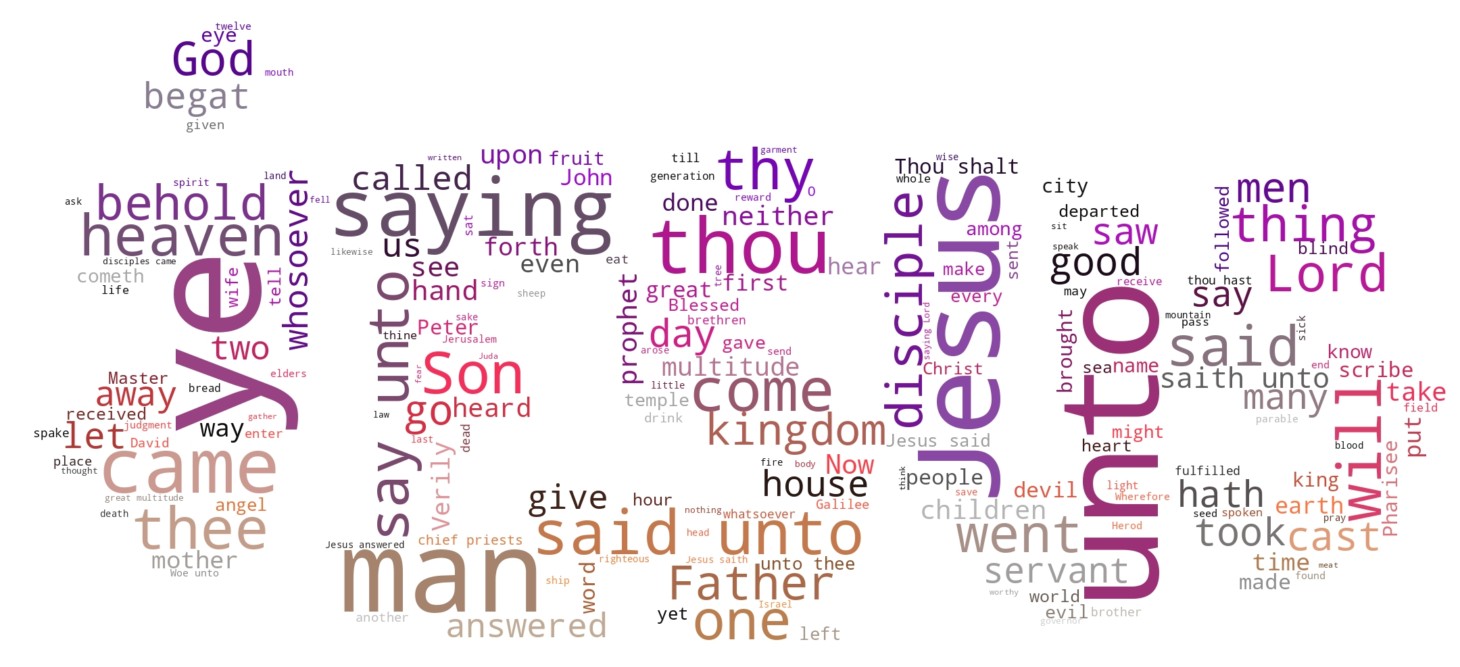 twelve
eye
God
mouth
begat
given
spirit
land
ask
behold
heaven
whosoever
fell
disciples came
cometh
life
ye
wife
tell
two
elders
Master
away
bread
received
judgment
gather
spake
let
David
way
enter
place
thought
came
great multitude
angel
death
thee
mother
Woe unto
written
upon
fruit
called
John
saying
sat
likewise
us
forth
even
eat
see
hand
sign
sheep
say unto
sake
Peter
thine
Jerusalem
Juda
fear
Son
law
go
heard
last
dead
Verily
Jesus answered
chief priests
man
ship
another
answered
word
give
hour
said unto
nothing
whatsoever
head
righteous
Jesus saith
unto thee
Father
yet
one
Israel
left
till
generation
thy
garment
O
reward
done
neither
thou
hear
tree
first
great
prophet
Blessed
brethren
day
gave
arose
send
multitude
little
temple
come
drink
kingdom
fire
body
Now
house
Galilee
Thou shalt
wise
whole
disciple
Jesus
among
sent
make
every
saying Lord
Christ
Jesus said
think
people
save
devil
children
went
servant
worthy
world
evil
brother
governor
city
departed
sit
saw
speak
good
may
receive
unto
brought
sea
name
might
heart
light
Wherefore
Herod
followed
men
thing
blind
Lord
thou hast
say
mountain
pass
said
sick
saith unto
end
know
scribe
many
take
parable
field
put
will
blood
Pharisee
fulfilled
hath
king
seed
spoken
earth
pray
took
cast
time
meat
found
made